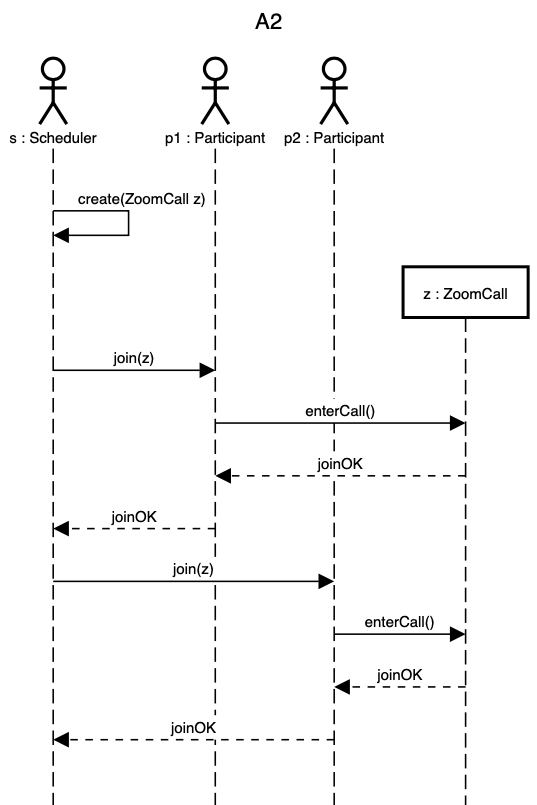 A2
s : Scheduler
p1 : Participant
p2 : Participant
create(ZoomCall z)
z : ZoomCall
join(z)
enterCall()
joinOK
joinOK
join(z)
enterCall()
joinOK
joinOK